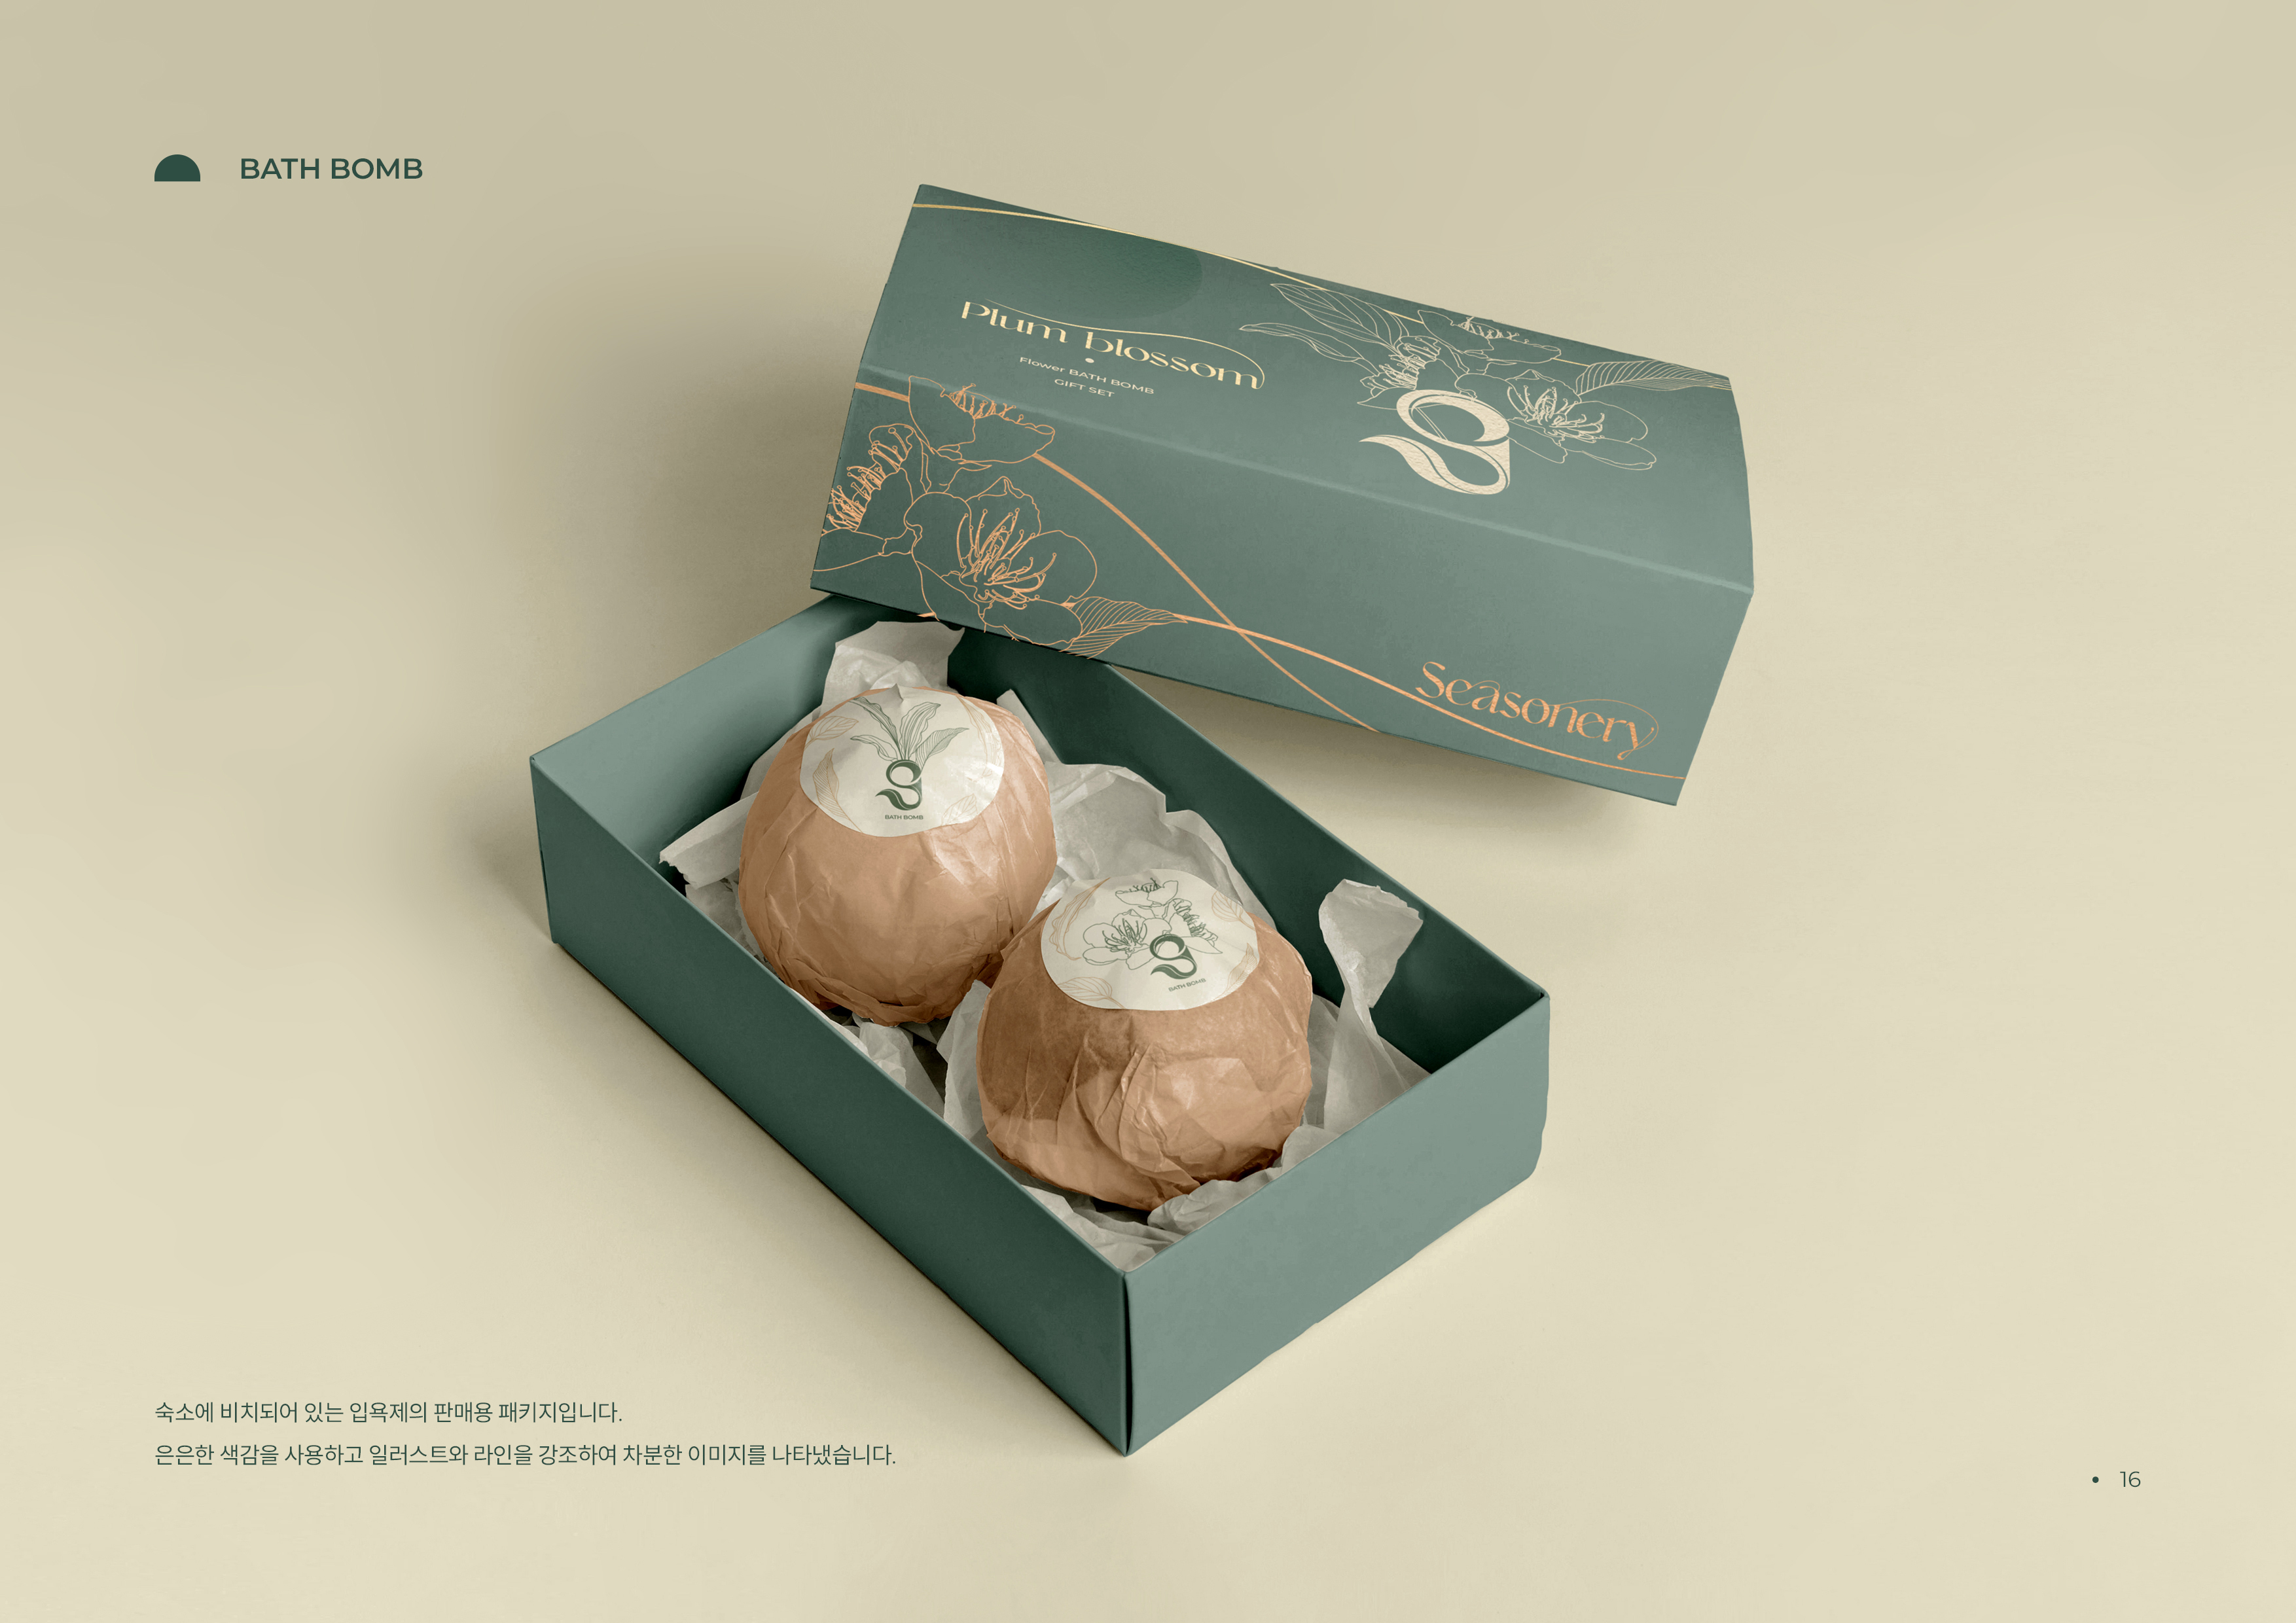 BATH BOMB
Plum blossom
Flower BATH BOMB
GIFT SET
Seasonery
BATH BOMB
BATH BOMB
숙소에 비치되어 있는 입욕제의 판매용 패키지입니다.
은은한 색감을 사용하고 일러스트와 라인을 강조하여 차분한 이미지를 나타냈습니다.
• 16